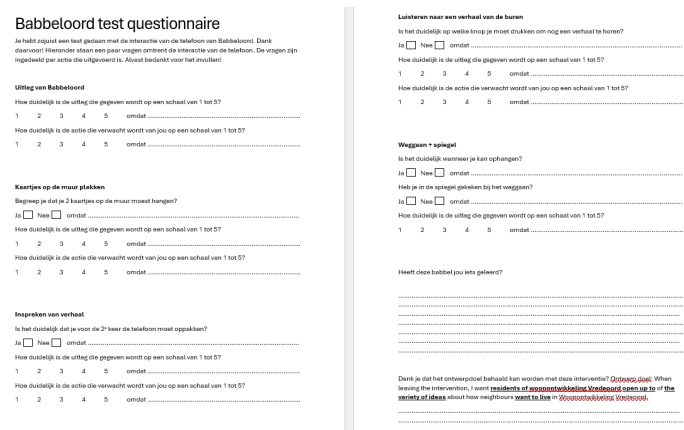 Babbeloord test questionnaire
Je hebt zojuist een test gedaan met de interactie van de telefoon van Babbeloord. Dank
daarvoor! Hieronder staan een paar vragen omtrent de interactie van de telefoon. De vragen zijn
ingedeeld per actie die uitgevoerd is. Alvast bedankt voor het invullen!
Uitleg van Babbeloord
Hoe duidelijk is de uitleg die gegeven wordt op een schaal van 1 tot 5?
1 2 3 4 5 omdat ................................................................
Hoe duidelijk is de actie die verwacht wordt van jou op een schaal van 1 tot 5?
1 2 3 4 5 omdat ................................................................
Kaartjes op de muur plakken
Begreep je dat je 2 kaartjes op de muur moest hangen?
Ja Nee omdat ................................................................
Hoe duidelijk is de uitleg die gegeven wordt op een schaal van 1 tot 5?
1 2 3 4 5 omdat ................................................................
Hoe duidelijk is de actie die verwacht wordt van jou op een schaal van 1 tot 5?
1 2 3 4 5 omdat ................................................................
Inspreken van verhaal
Is het duidelijk dat je voor de 2e keer de telefoon moet oppakken?
Ja Nee omdat ................................................................
Hoe duidelijk is de uitleg die gegeven wordt op een schaal van 1 tot 5?
1 2 3 4 5 omdat ................................................................
Hoe duidelijk is de actie die verwacht wordt van jou op een schaal van 1 tot 5?
1 2 3 4 5 omdat ................................................................
Luisteren naar een verhaal van de buren
Is het duidelijk op welke knop je moet drukken om nog een verhaal te horen?
Ja Nee omdat ................................................................
Hoe duidelijk is de uitleg die gegeven wordt op een schaal van 1 tot 5?
1 2 3 4 5 omdat ................................................................
Hoe duidelijk is de actie die verwacht wordt van jou op een schaal van 1 tot 5?
1 2 3 4 5 omdat ................................................................
Weggaan + spiegel
Is het duidelijk wanneer je kan ophangen?
Ja Nee omdat ................................................................
Heb je in de spiegel gekeken bij het weggaan?
Ja Nee omdat ................................................................
Hoe duidelijk is de uitleg die gegeven wordt op een schaal van 1 tot 5?
1 2 3 4 5 omdat ................................................................
Heeft deze babbel jou iets geleerd?
Denk je dat het ontwerpdoel behaald kan worden met deze interventie? Ontwerp doel: When
leaving the intervention, I want residents of woonontwikkeling Vredenoord open up to of the
variety of ideas about how neighbours want to live in Woonontwikkeling Vredenoord.